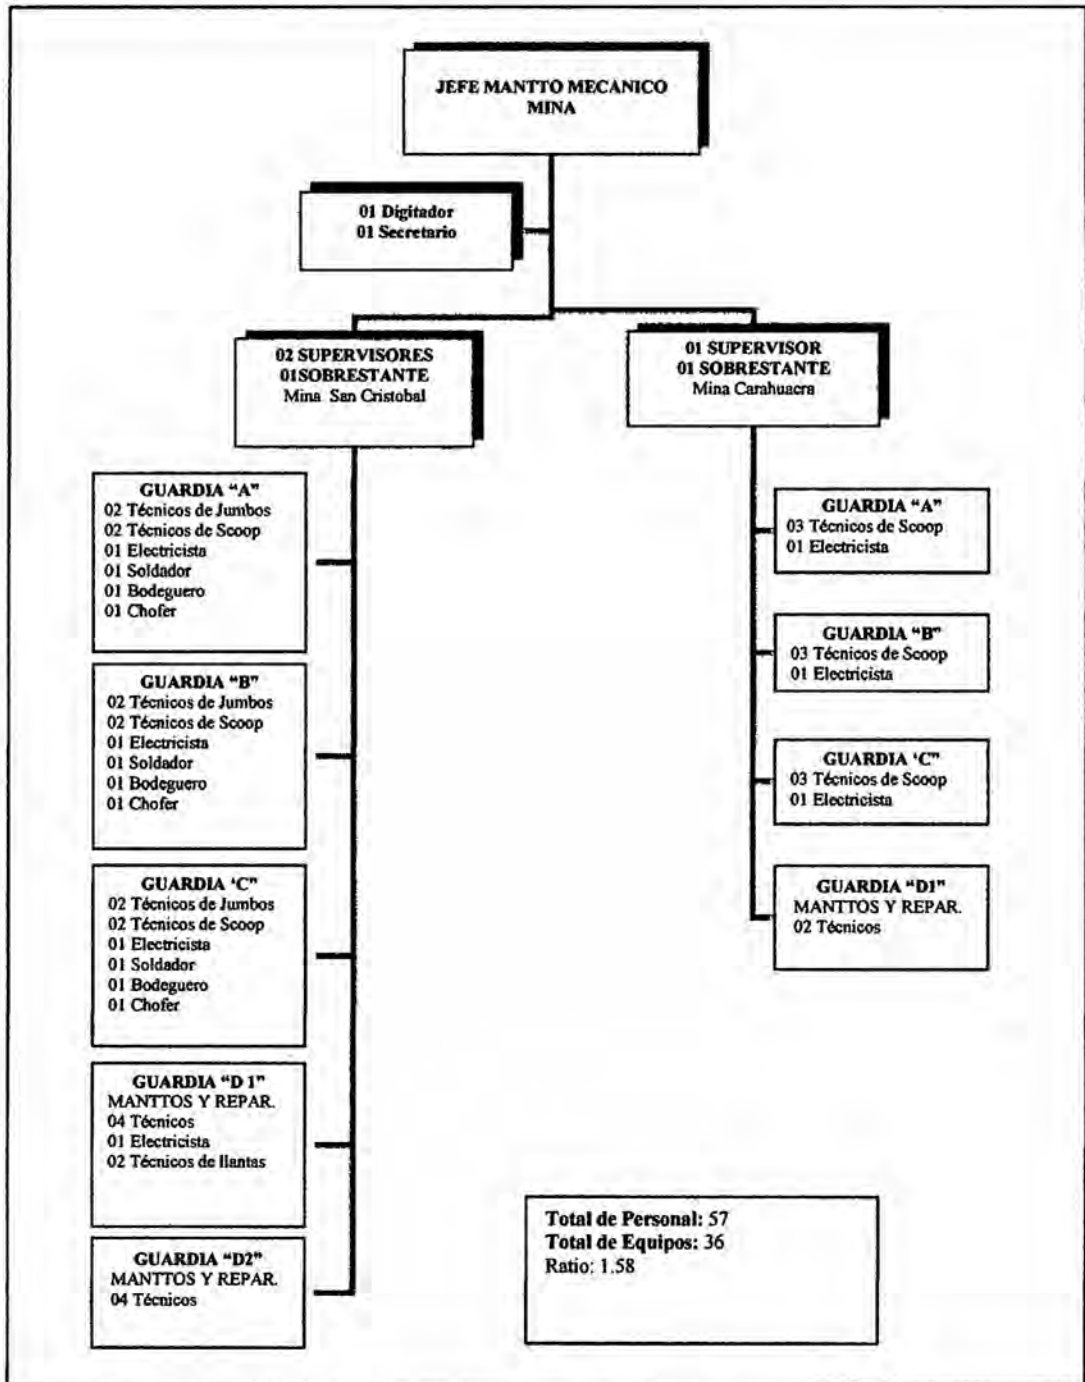 JEFE MANTTO MECANICO
MINA
01 Digitador
01 Secretario
02 SUPERVISORES
01SOBRESTANTE
Mina San Cristobal
01 SUPERVISOR
01 SOBRESTANTE
Mina Carahuacra
GUARDIA "A"
02 Técnicos de Jumbos
02 Técnicos de Scoop
01 Electricista
01 Soldador
01 Bodeguero
01 Chofer
GUARDIA "B"
02 Técnicos de Jumbos
02 Técnicos de Scoop
01 Electricista
01 Soldador
01 Bodeguero
01 Chofer
GUARDIA 'C"
02 Técnicos de Jumbos
02 Técnicos de Scoop
01 Electricista
01 Soldador
01 Bodeguero
01 Chofer
GUARDIA "D 1"
MANTTOS Y REPAR.
04 Técnicos
01 Electricista
02 Técnicos de llantas
GUARDIA "D2"
MANTTOS Y REPAR.
04 Técnicos
GUARDIA "A"
03 Técnicos de Scoop
01 Electricista
GUARDIA "B"
03 Técnicos de Scoop
01 Electricista
GUARDIA 'C"
03 Técnicos de Scoop
01 Electricista
GUARDIA "D1"
MANTTOS Y REPAR.
02 Técnicos
Total de Personal: 57
Total de Equipos: 36
Ratio: 1.58